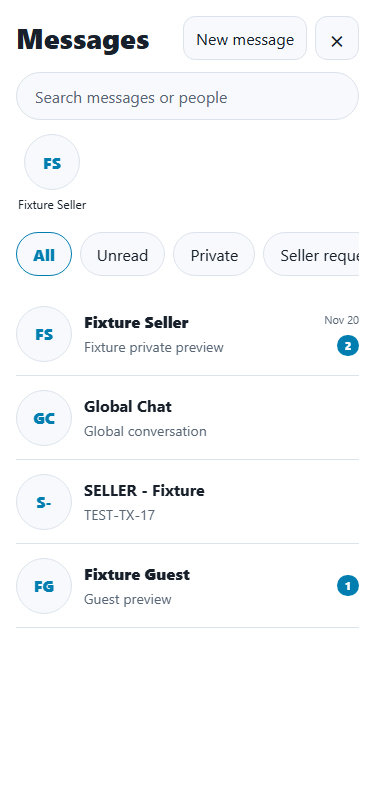 Messages
New message
×
Search messages or people
FS
Fixture Seller
All
Unread
Private
Seller reque
FS
Fixture Seller
Nov 20
Fixture private preview
2
GC
Global Chat
Global conversation
S-
SELLER - Fixture
TEST-TX-17
FG
Fixture Guest
Guest preview
1